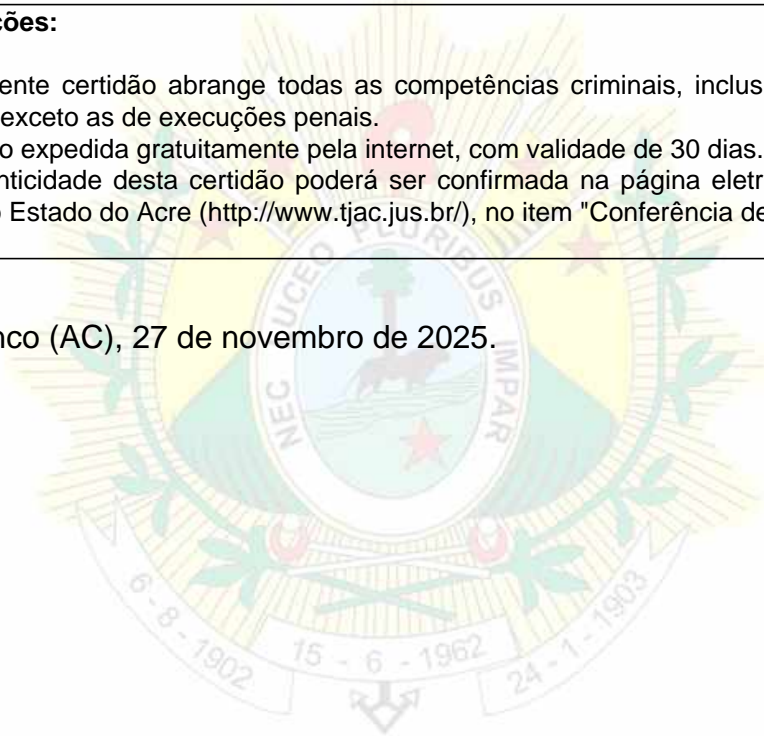 ções:
ente certidão abrange todas as competências criminais, inclus
exceto as de execuções penais.
o expedida gratuitamente pela internet, com validade de 30 dias.
nticidade desta certidão poderá ser confirmada na página eletr
o Estado do Acre (http://www.tjac.jus.br/), no item "Conferência de
nco (AC), 27 de novembro de 2025.
NEC LUCEO PLURIBUS IMPAR
6 - 8 - 1902
15 - 6 - 1962
24 - 1 - 1903